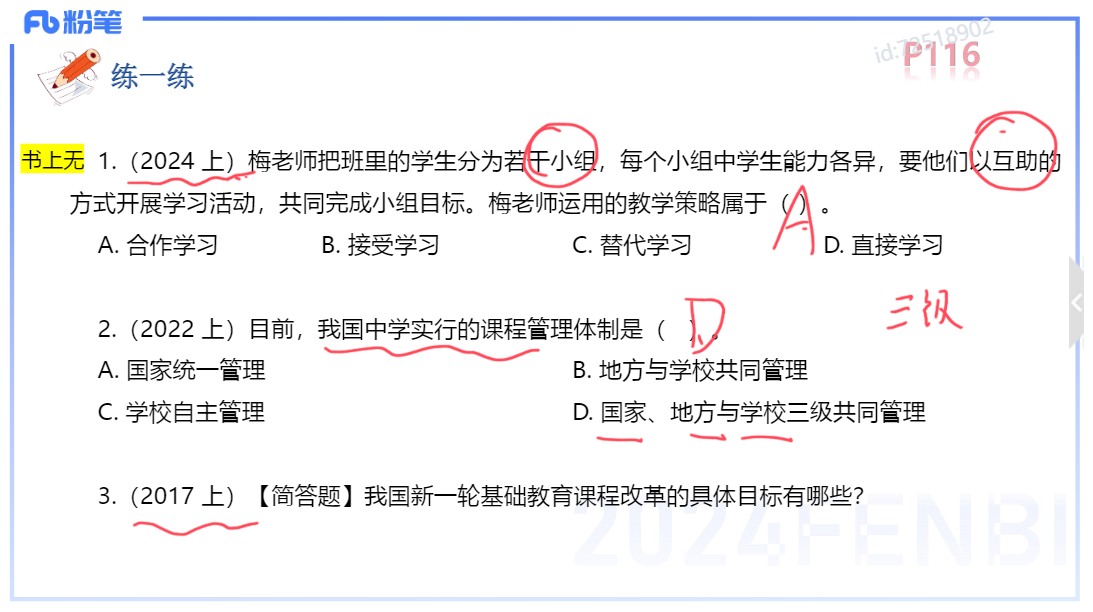 粉笔
id:72518902
P116
练一练
书上无 1.（2024 上）梅老师把班里的学生分为若干小组，每个小组中学生能力各异，要他们以互助的
方式开展学习活动，共同完成小组目标。梅老师运用的教学策略属于（ ）。
A
A. 合作学习 B. 接受学习 C. 替代学习 D. 直接学习
三级
2.（2022 上）目前，我国中学实行的课程管理体制是（ ）。
D
A. 国家统一管理 B. 地方与学校共同管理
C. 学校自主管理 D. 国家、地方与学校三级共同管理
3.（2017 上）【简答题】我国新一轮基础教育课程改革的具体目标有哪些？
2024FENBI